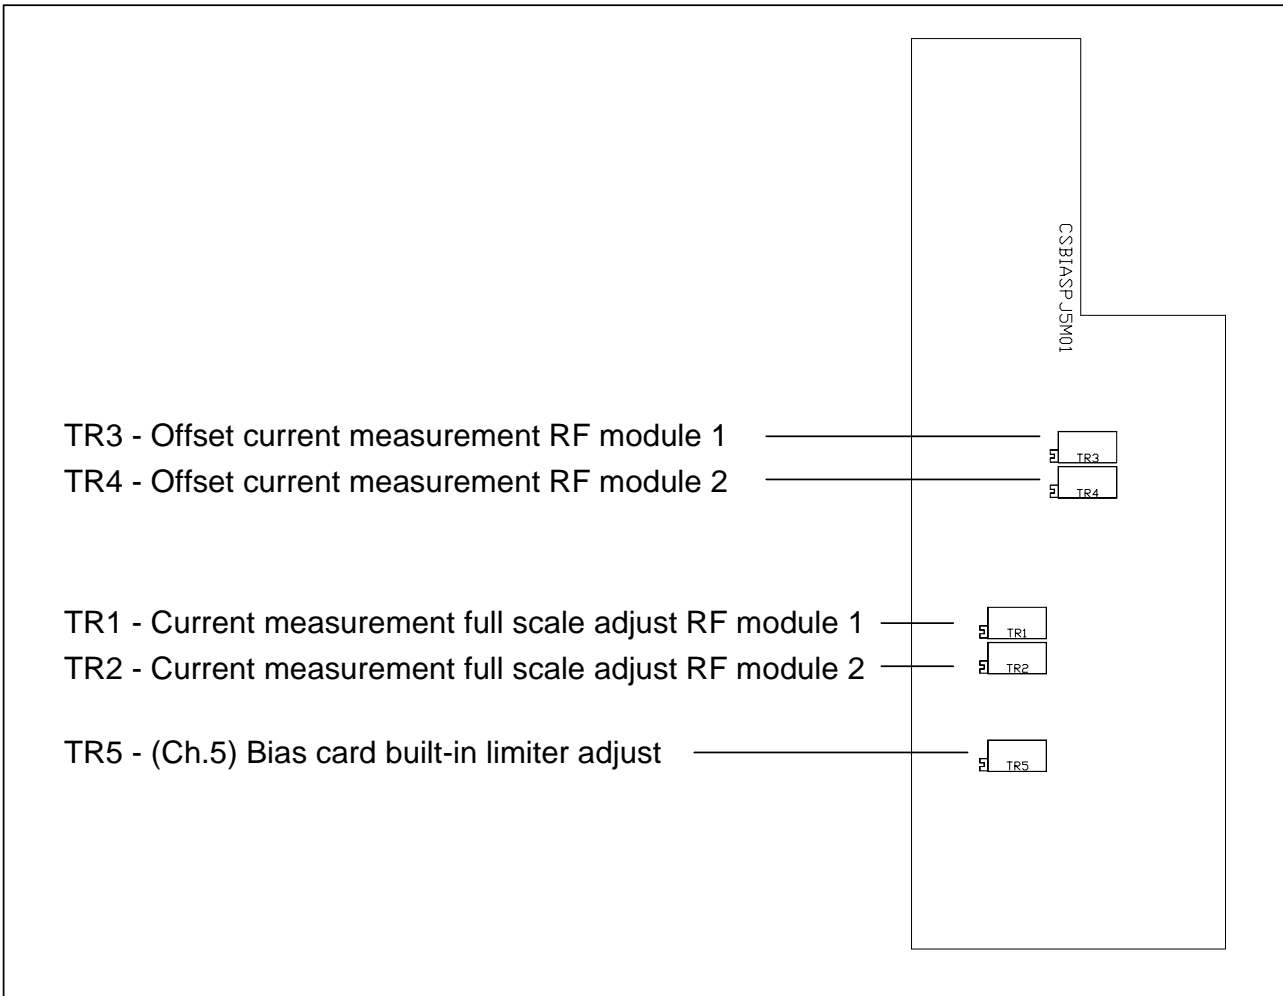 CSBIASPJ5M01
TR3 - Offset current measurement RF module 1
TR3
TR4 - Offset current measurement RF module 2
TR4
TR1 - Current measurement full scale adjust RF module 1
TR1
TR2 - Current measurement full scale adjust RF module 2
TR2
TR5 - (Ch.5) Bias card built-in limiter adjust
TR5